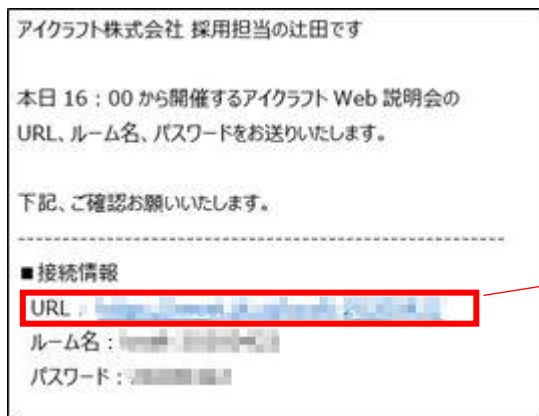 アイクラフト株式会社 採用担当の辻田です
本日 16：00 から開催するアイクラフト Web 説明会の
URL、ルーム名、パスワードをお送りいたします。
下記、ご確認お願いいたします。
------------------------------------------------------
■接続情報
URL：
ルーム名：
パスワード：